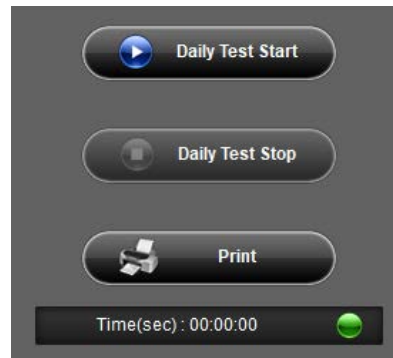 Daily Test Start
Daily Test Stop
Print
Time(sec) : 00:00:00